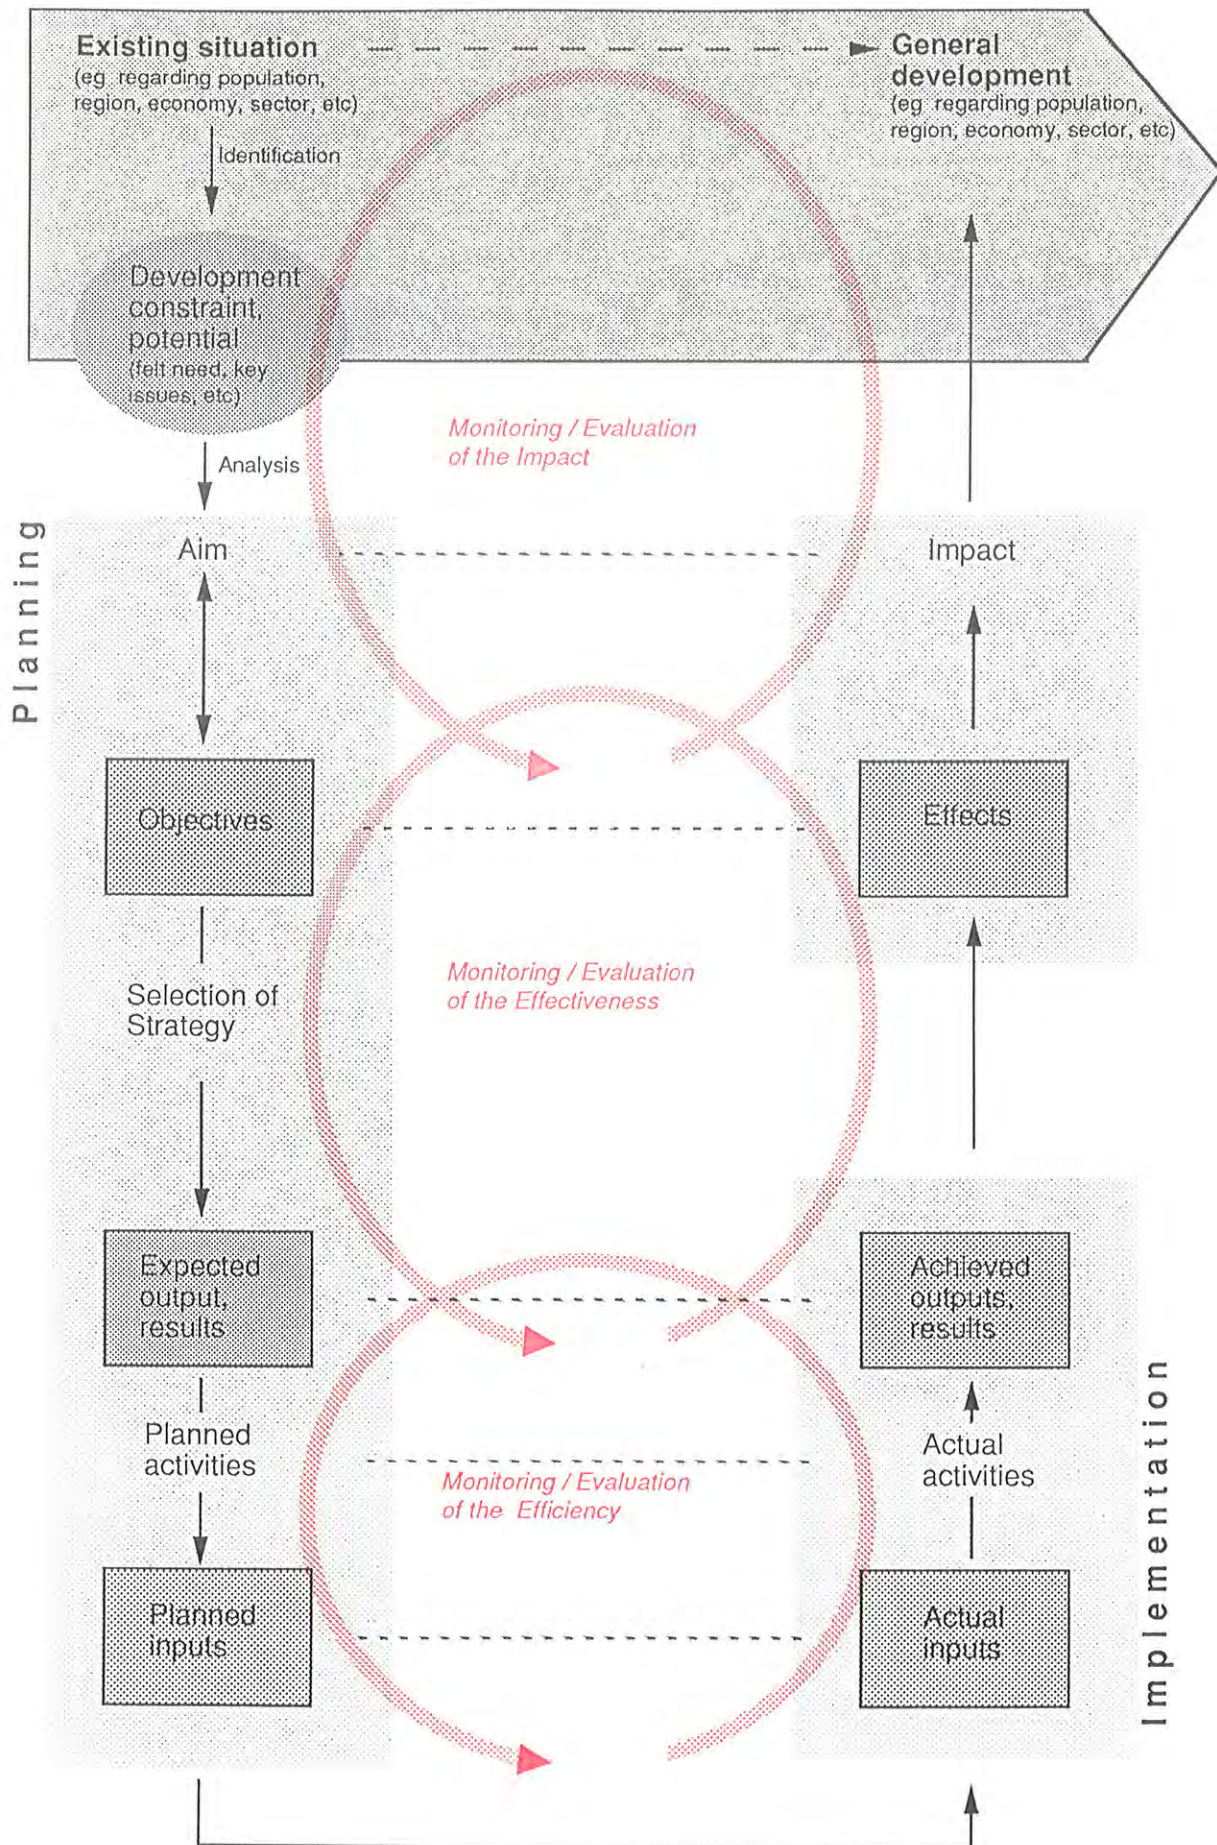 Existing situation
(eg regarding population,
region, economy, sector, etc)
General
development
(eg regarding population,
region, economy, sector, etc)
Identification
Development
constraint,
potential
(felt need, key
issues, etc)
Monitoring / Evaluation
of the Impact
Analysis
Planning
Aim
Impact
Objectives
Effects
Monitoring / Evaluation
of the Effectiveness
Selection of
Strategy
Expected
output,
results
Achieved
outputs,
results
Planned
activities
Actual
activities
Monitoring / Evaluation
of the Efficiency
Implementation
Planned
inputs
Actual
inputs